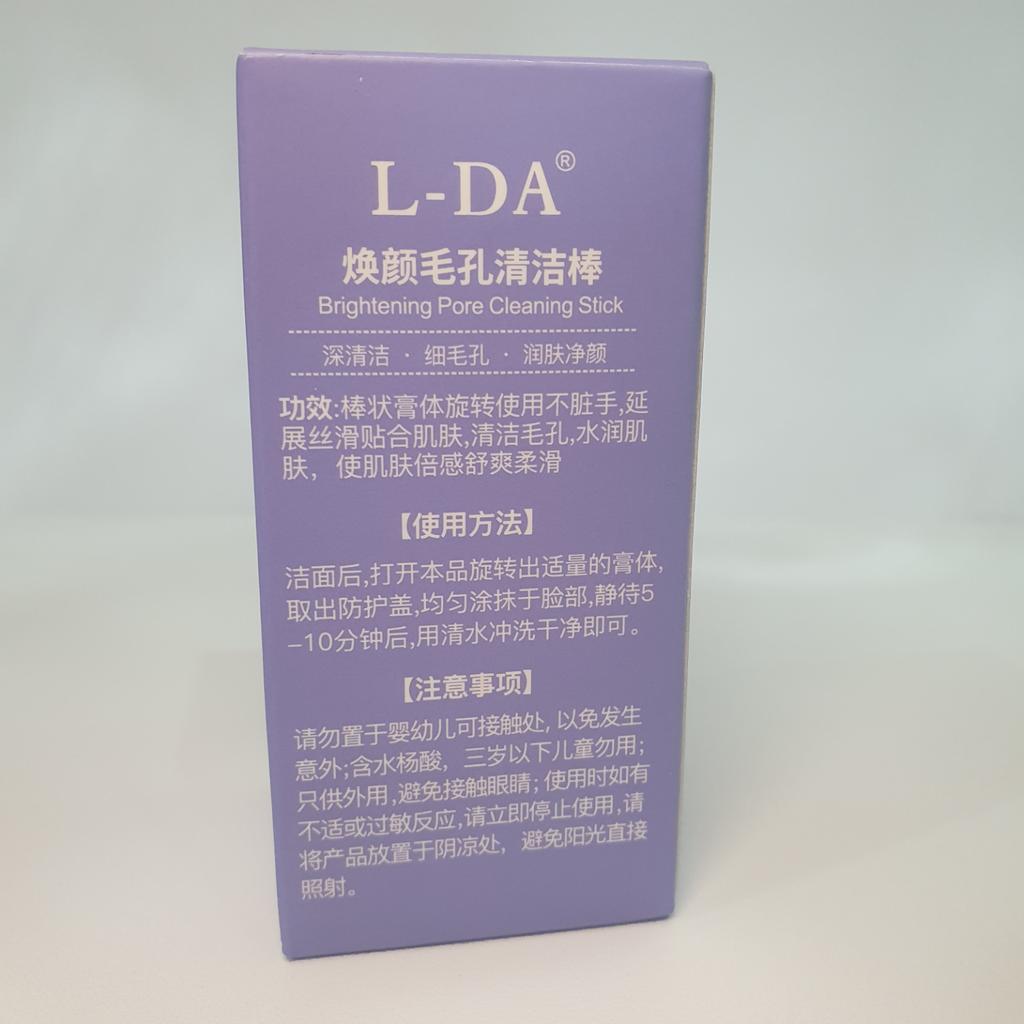 L-DA®
焕颜毛孔清洁棒
Brightening Pore Cleaning Stick
深清洁 · 细毛孔 · 润肤净颜
功效:棒状膏体旋转使用不脏手,延
展丝滑贴合肌肤,清洁毛孔,水润肌
肤，使肌肤倍感舒爽柔滑
【使用方法】
洁面后,打开本品旋转出适量的膏体,
取出防护盖,均匀涂抹于脸部,静待5
-10分钟后,用清水冲洗干净即可。
【注意事项】
请勿置于婴幼儿可接触处,以免发生
意外;含水杨酸，三岁以下儿童勿用;
只供外用,避免接触眼睛;使用时如有
不适或过敏反应,请立即停止使用,请
将产品放置于阴凉处，避免阳光直接
照射。